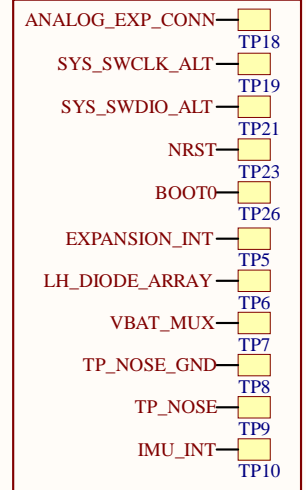 ANALOG_EXP_CONN
TP18
SYS_SWCLK_ALT
TP19
SYS_SWDIO_ALT
TP21
NRST
TP23
BOOT0
TP26
EXPANSION_INT
TP5
LH_DIODE_ARRAY
TP6
VBAT_MUX
TP7
TP_NOSE_GND
TP8
TP_NOSE
TP9
IMU_INT
TP10